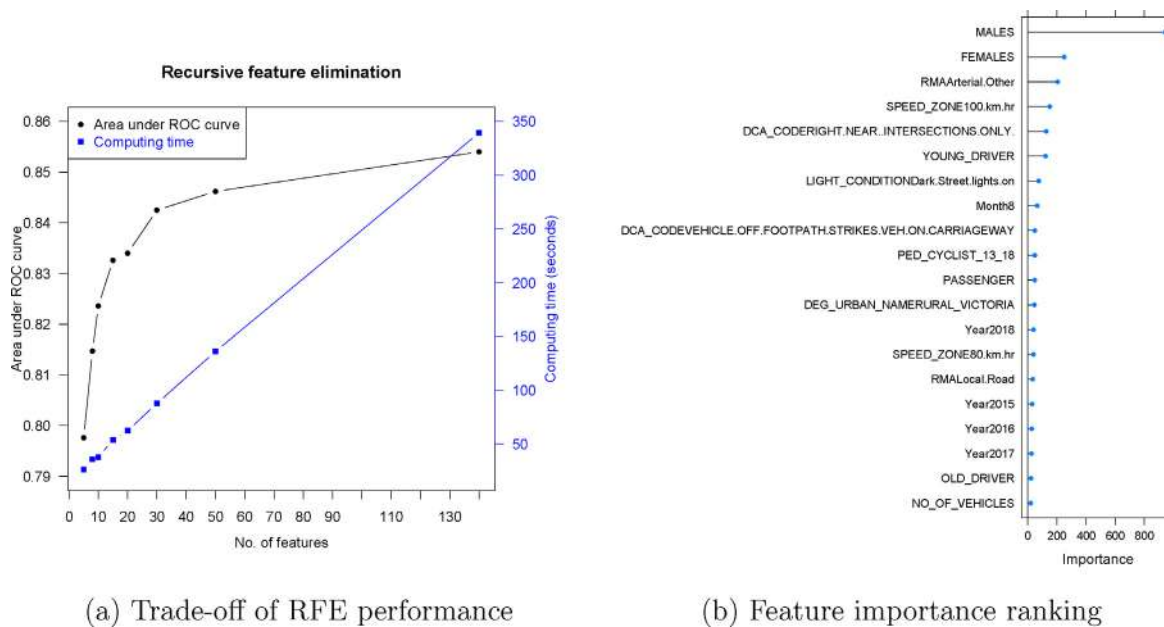 Recursive feature elimination
Area under ROC curve
Computing time
0.86
0.85
0.84
0.83
0.82
0.81
0.80
0.79
Area under ROC curve
350
300
250
200
150
100
50
Computing time (seconds)
0 10 20 30 40 50 60 70 80 90 100 130
No. of features
(a) Trade-off of RFE performance
MALES
FEMALES
RMAArterial.Other
SPEED_ZONE100.km.hr
DCA_CODERIGHT.NEAR..INTERSECTIONS.ONLY.
YOUNG_DRIVER
LIGHT_CONDITIONDark.Street.lights.on
Month8
DCA_CODEVEHICLE.OFF.FOOTPATH.STRIKES.VEH.ON.CARRIAGEWAY
PED_CYCLIST_13_18
PASSENGER
DEG_URBAN_NAMERURAL_VICTORIA
Year2018
SPEED_ZONE80.km.hr
RMALocal.Road
Year2015
Year2016
Year2017
OLD_DRIVER
NO_OF_VEHICLES
0 200 400 600 800
Importance
(b) Feature importance ranking